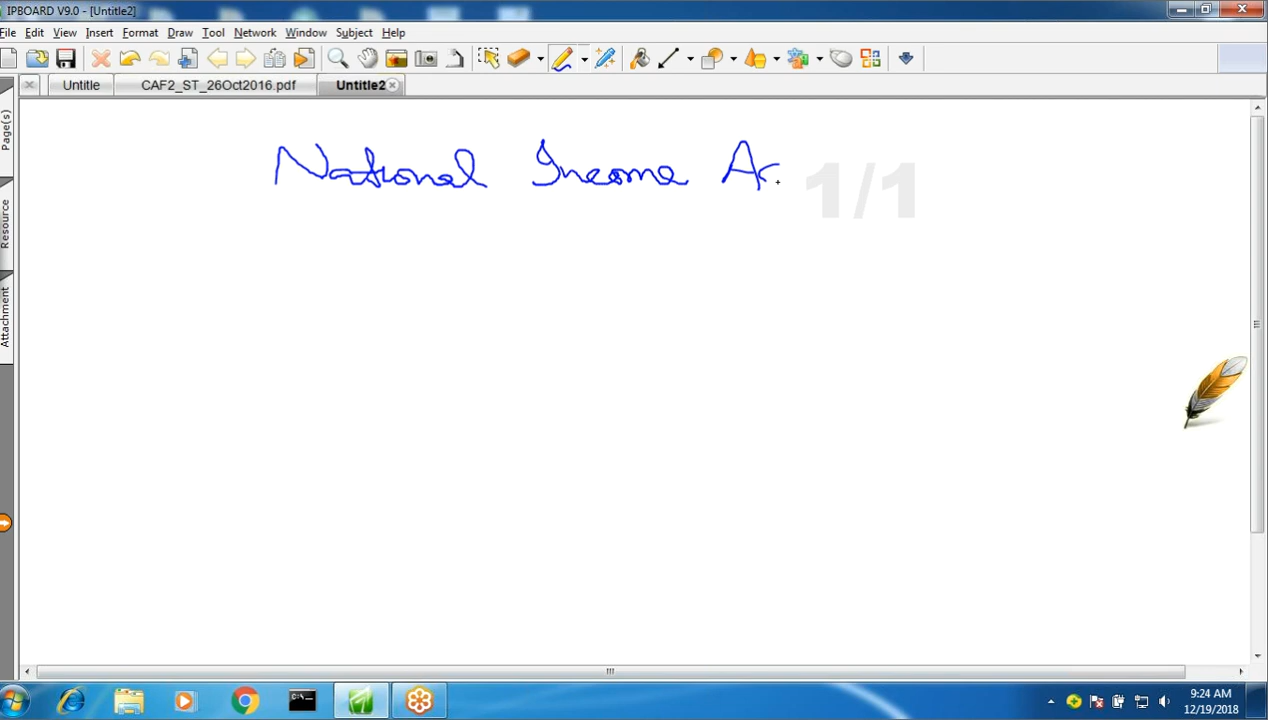 IPBOARD V9.0 - [Untitle2]
File Edit View Insert Format Draw Tool Network Window Subject Help
Untitle CAF2_ST_26Oct2016.pdf Untitle2
Page(s)
Resource
Attachment
National Income Ac
1/1
9:24 AM
12/19/2018